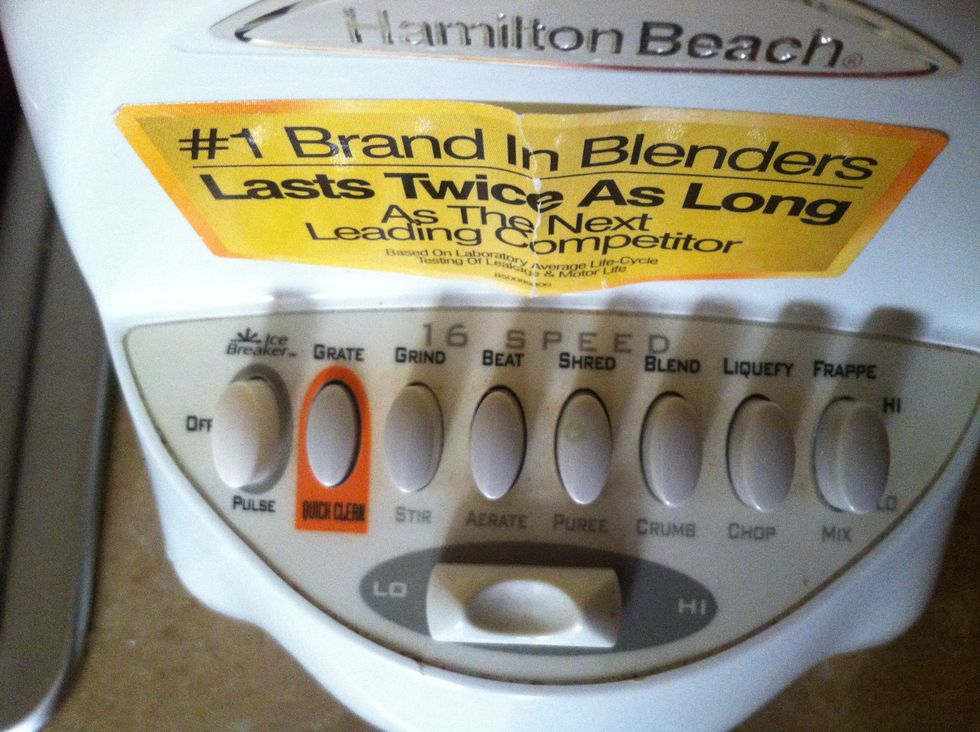 Hamilton Beach®
#1 Brand In Blenders
Lasts Twice As Long
As The Next
Leading Competitor
Based On Laboratory Average Life-Cycle
Testing Of Leakage & Motor Life
16 SPEED
Ice
Breaker™
GRATE GRIND BEAT SHRED BLEND LIQUEFY FRAPPE
OFF HI
LO
PULSE QUICK CLEAN STIR AERATE PUREE CRUMB CHOP MIX
LO HI